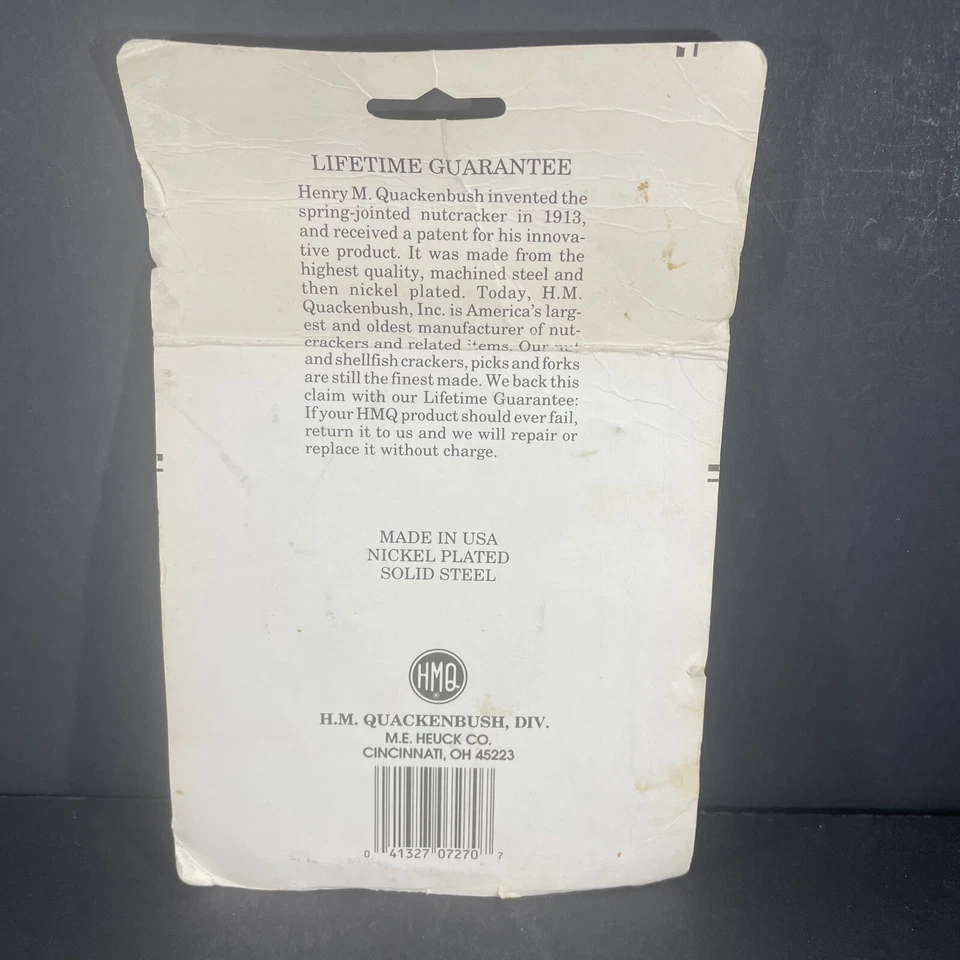 LIFETIME GUARANTEE
Henry M. Quackenbush invented the
spring-jointed nutcracker in 1913,
and received a patent for his innova-
tive product. It was made from the
highest quality, machined steel and
then nickel plated. Today, H.M.
Quackenbush, Inc. is America's larg-
est and oldest manufacturer of nut-
crackers and related items. Our nut
and shellfish crackers, picks and forks
are still the finest made. We back this
claim with our Lifetime Guarantee:
If your HMQ product should ever fail,
return it to us and we will repair or
replace it without charge.
MADE IN USA
NICKEL PLATED
SOLID STEEL
HMQ
®
H.M. QUACKENBUSH, DIV.
M.E. HEUCK CO.
CINCINNATI, OH 45223
0 41327 07270 7